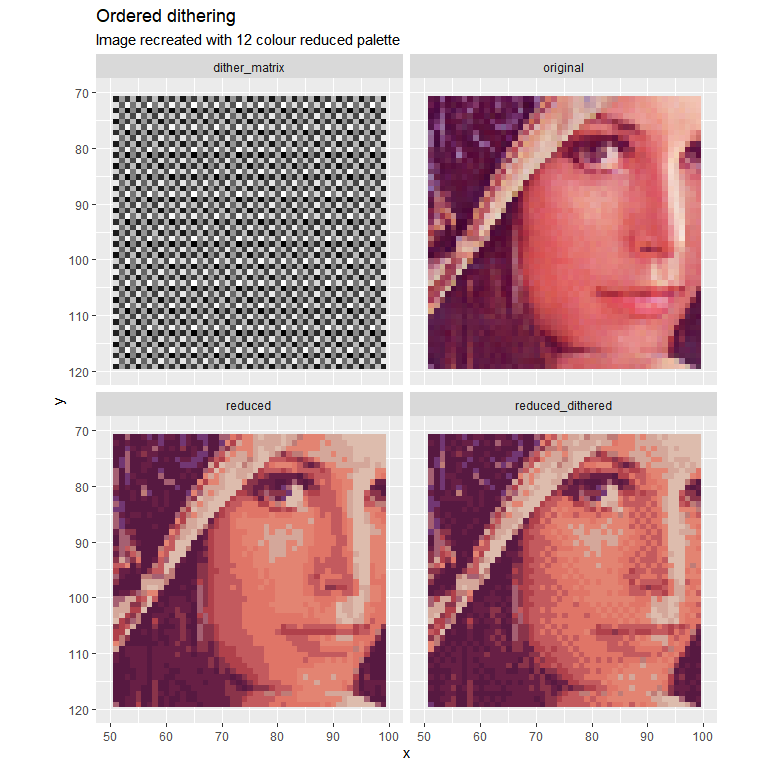 Ordered dithering
Image recreated with 12 colour reduced palette
dither_matrix original
70
80
90
100
110
120
y
reduced reduced_dithered
70
80
90
100
110
120
50 60 70 80 90 100 50 60 70 80 90 100
x